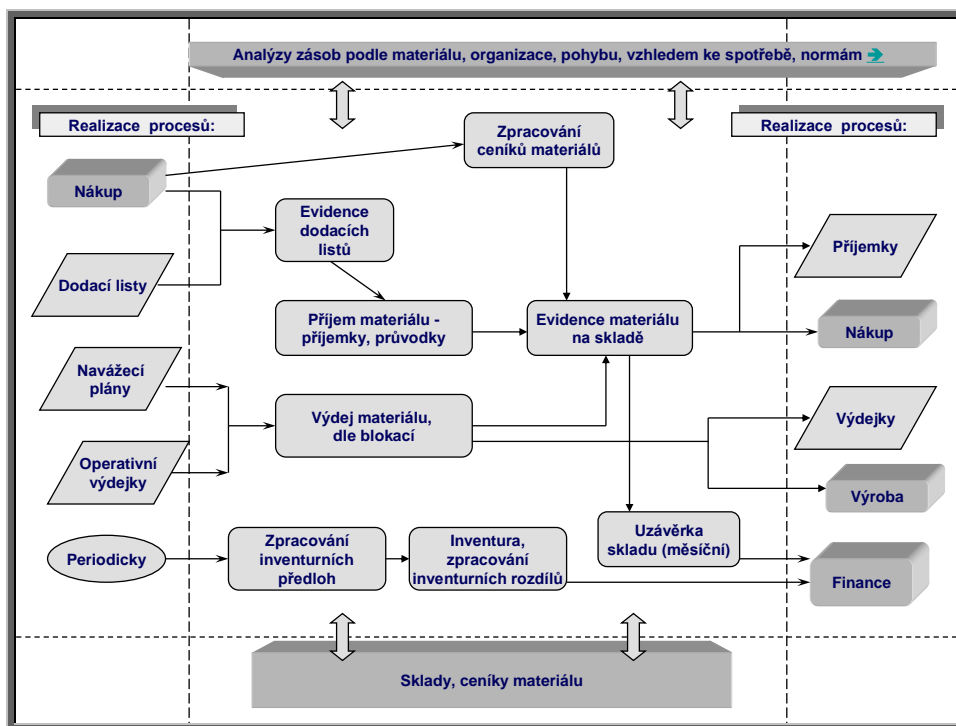 Analýzy zásob podle materiálu, organizace, pohybu, vzhledem ke spotřebě, normám ➔
Realizace procesů:
Realizace procesů:
Zpracování
ceníků materiálů
Nákup
Evidence
dodacích
listů
Příjemky
Dodací listy
Příjem materiálu -
příjemky, průvodky
Evidence materiálu
na skladě
Nákup
Navážecí
plány
Výdej materiálu,
dle blokací
Výdejky
Operativní
výdejky
Výroba
Uzávěrka
skladu (měsíční)
Periodicky
Zpracování
inventurních
předloh
Inventura,
zpracování
inventurních rozdílů
Finance
Sklady, ceníky materiálu